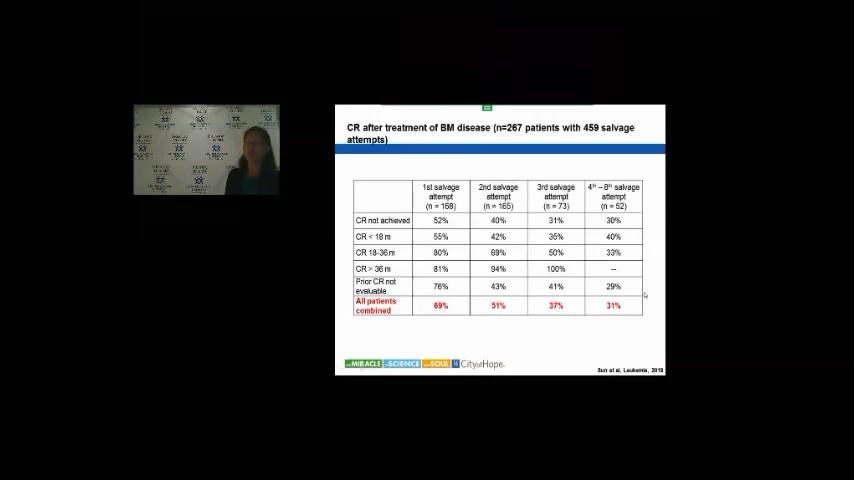 CR after treatment of BM disease (n=267 patients with 459 salvage
attempts)
1st salvage attempt (n = 168) 2nd salvage attempt (n = 165) 3rd salvage attempt (n = 73) 4th – 8th salvage attempt (n = 52)
CR not achieved 52% 40% 31% 30%
CR < 18 m 55% 42% 35% 40%
CR 18-36 m 80% 69% 50% 33%
CR > 36 m 81% 94% 100% --
Prior CR not evaluable 76% 43% 41% 29%
All patients combined 69% 51% 37% 31%
MIRACLE SCIENCE SOUL City of Hope.
Sun et al, Leukemia, 2018